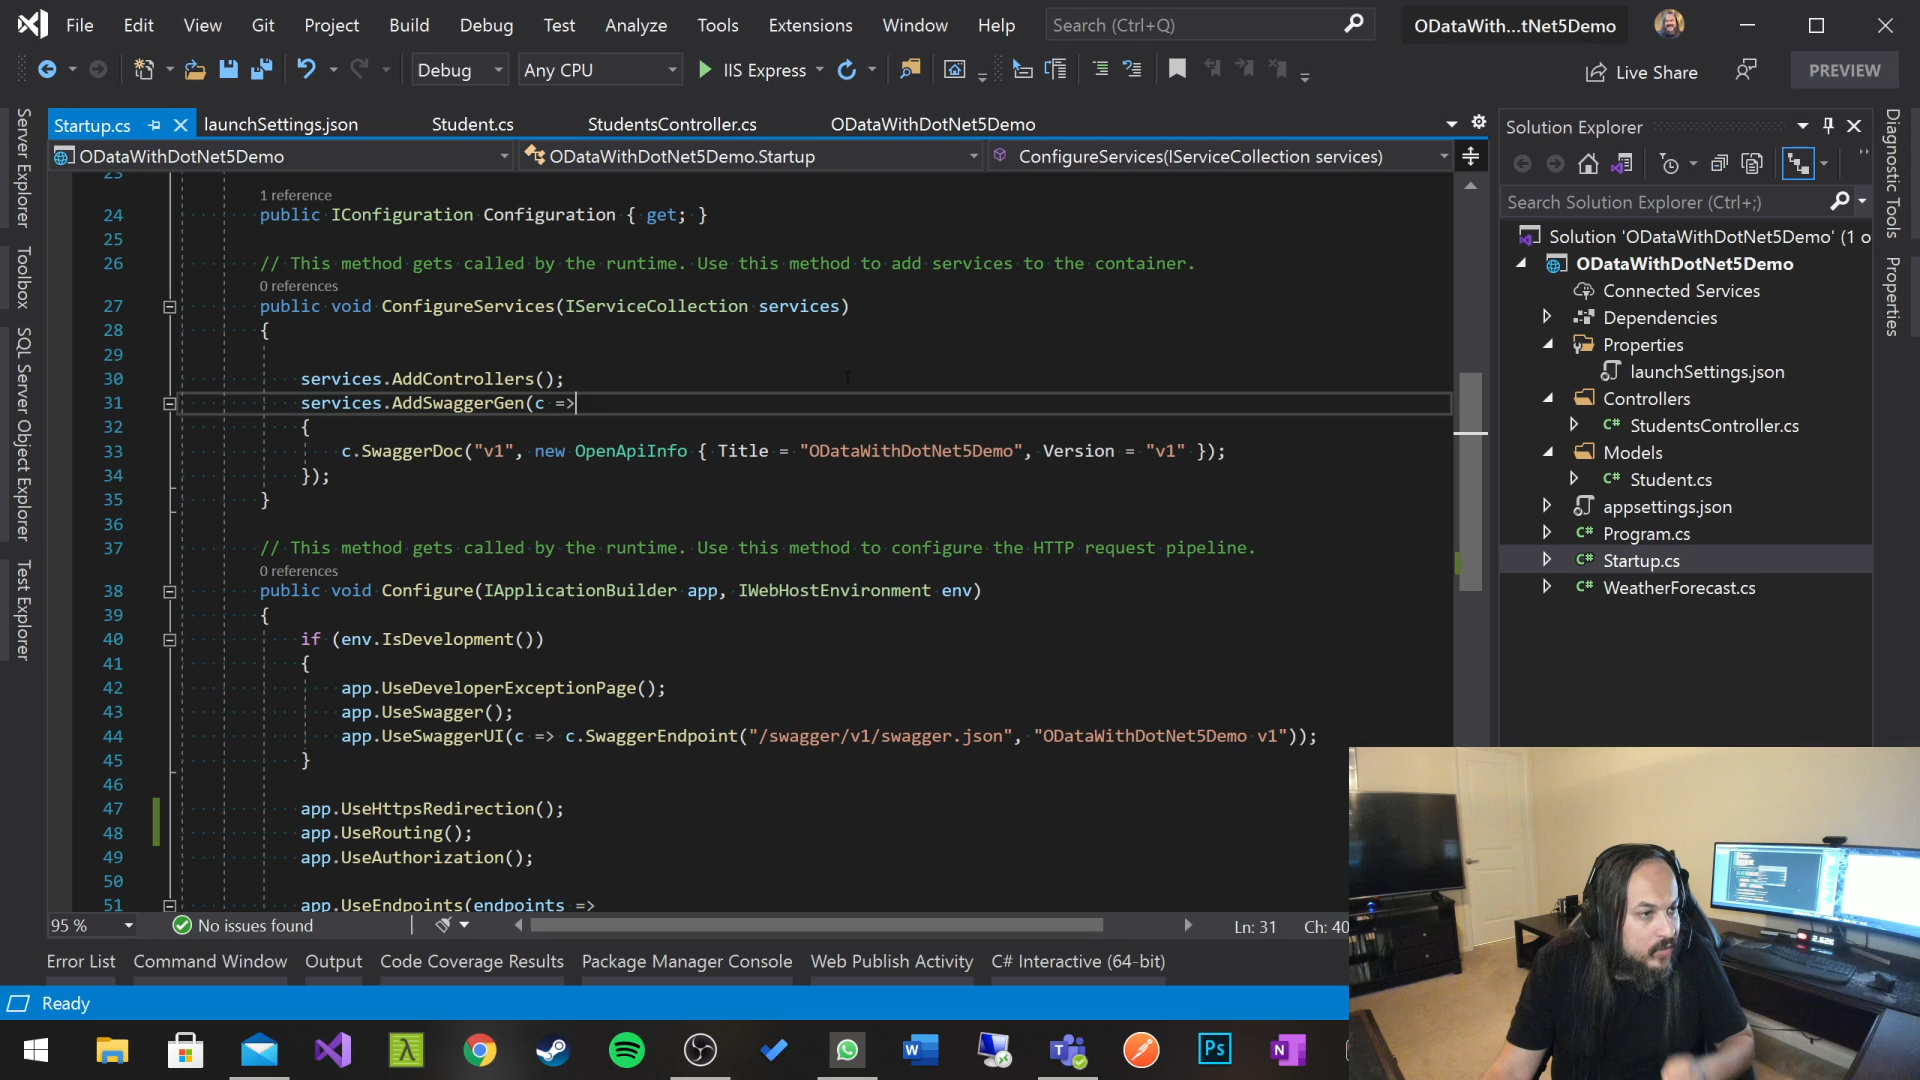 File Edit View Git Project Build Debug Test Analyze Tools Extensions Window Help Search (Ctrl+Q) ODataWith...tNet5Demo
Debug Any CPU IIS Express Live Share PREVIEW
Server Explorer
Toolbox
SQL Server Object Explorer
Test Explorer
Startup.cs launchSettings.json Student.cs StudentsController.cs ODataWithDotNet5Demo
ODataWithDotNet5Demo ODataWithDotNet5Demo.Startup ConfigureServices(IServiceCollection services)
23
1 reference
24 public IConfiguration Configuration { get; }
25
26 // This method gets called by the runtime. Use this method to add services to the container.
0 references
27 public void ConfigureServices(IServiceCollection services)
28 {
29
30 services.AddControllers();
31 services.AddSwaggerGen(c =>
32 {
33 c.SwaggerDoc("v1", new OpenApiInfo { Title = "ODataWithDotNet5Demo", Version = "v1" });
34 });
35 }
36
37 // This method gets called by the runtime. Use this method to configure the HTTP request pipeline.
0 references
38 public void Configure(IApplicationBuilder app, IWebHostEnvironment env)
39 {
40 if (env.IsDevelopment())
41 {
42 app.UseDeveloperExceptionPage();
43 app.UseSwagger();
44 app.UseSwaggerUI(c => c.SwaggerEndpoint("/swagger/v1/swagger.json", "ODataWithDotNet5Demo v1"));
45 }
46
47 app.UseHttpsRedirection();
48 app.UseRouting();
49 app.UseAuthorization();
50
51 app.UseEndpoints(endpoints =>
95 % No issues found Ln: 31 Ch: 40
Error List Command Window Output Code Coverage Results Package Manager Console Web Publish Activity C# Interactive (64-bit)
Ready
Solution Explorer
Search Solution Explorer (Ctrl+;)
Solution 'ODataWithDotNet5Demo' (1 o
ODataWithDotNet5Demo
Connected Services
Dependencies
Properties
launchSettings.json
Controllers
C# StudentsController.cs
Models
C# Student.cs
appsettings.json
C# Program.cs
C# Startup.cs
C# WeatherForecast.cs
Diagnostic Tools
Properties
W T Ps N